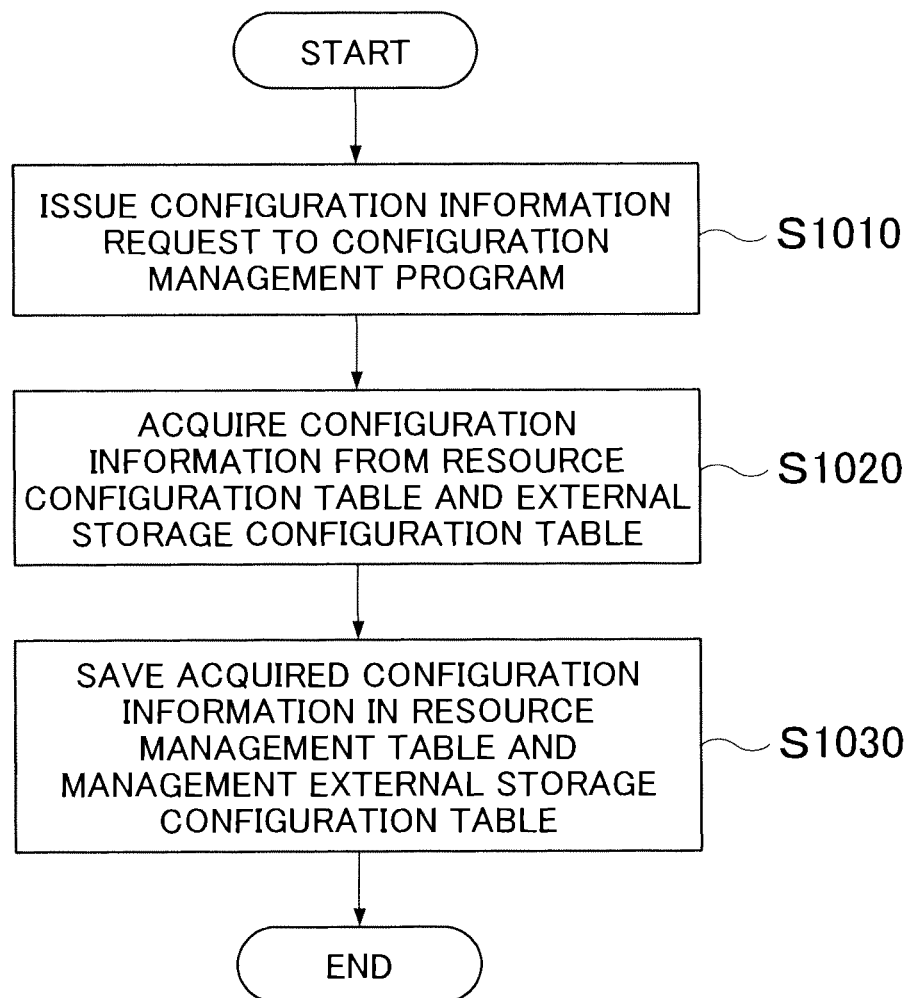 START
ISSUE CONFIGURATION INFORMATION
REQUEST TO CONFIGURATION
MANAGEMENT PROGRAM
S1010
ACQUIRE CONFIGURATION
INFORMATION FROM RESOURCE
CONFIGURATION TABLE AND EXTERNAL
STORAGE CONFIGURATION TABLE
S1020
SAVE ACQUIRED CONFIGURATION
INFORMATION IN RESOURCE
MANAGEMENT TABLE AND
MANAGEMENT EXTERNAL STORAGE
CONFIGURATION TABLE
S1030
END